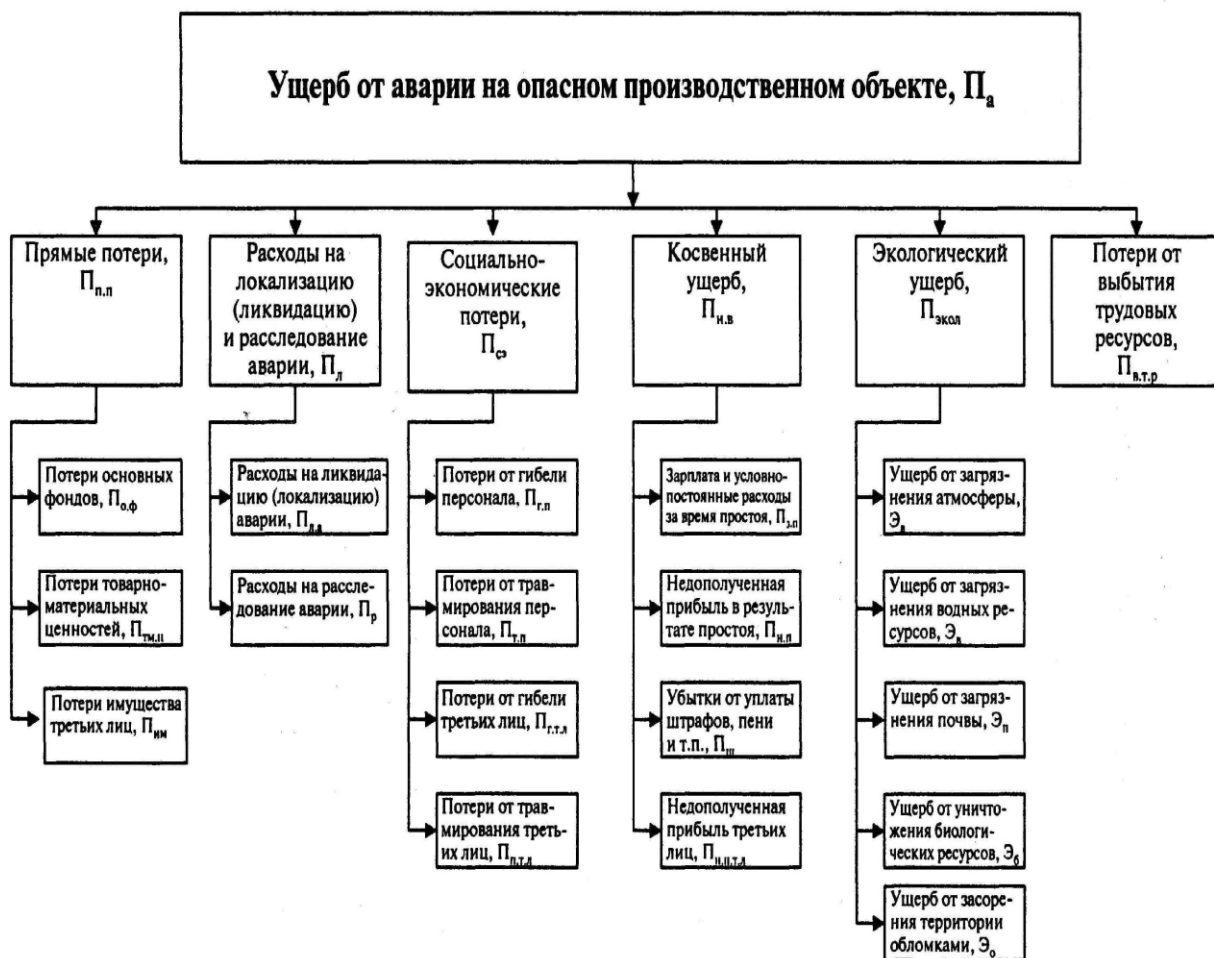 Ущерб от аварии на опасном производственном объекте, Па
Прямые потери,
Пп.п
Расходы на
локализацию
(ликвидацию)
и расследование
аварии, Пл
Социально-
экономические
потери,
Псэ
Косвенный
ущерб,
Пн.в
Экологический
ущерб,
Пэкол
Потери от
выбытия
трудовых
ресурсов,
Пв.т.р
Потери основных
фондов, По.ф
Потери товарно-
материальных
ценностей, Птм.ц
Потери имущества
третьих лиц, Пим
Расходы на ликвида-
цию (локализацию)
аварии, Пл.а
Расходы на рассле-
дование аварии, Пр
Потери от гибели
персонала, Пг.п
Потери от трав-
мирования пер-
сонала, Пт.п
Потери от гибели
третьих лиц, Пг.т.л
Потери от трав-
мирования треть-
их лиц, Пп.т.л
Зарплата и условно-
постоянные расходы
за время простоя, Пз.п
Недополученная
прибыль в резуль-
тате простоя, Пн.п
Убытки от уплаты
штрафов, пени
и т.п., Пш
Недополученная
прибыль третьих
лиц, Пн.п.т.л
Ущерб от загряз-
нения атмосферы,
Эа
Ущерб от загряз-
нения водных ре-
сурсов, Эв
Ущерб от загряз-
нения почвы, Эп
Ущерб от уничто-
жения биологи-
ческих ресурсов, Эб
Ущерб от засоре-
ния территории
обломками, Эо